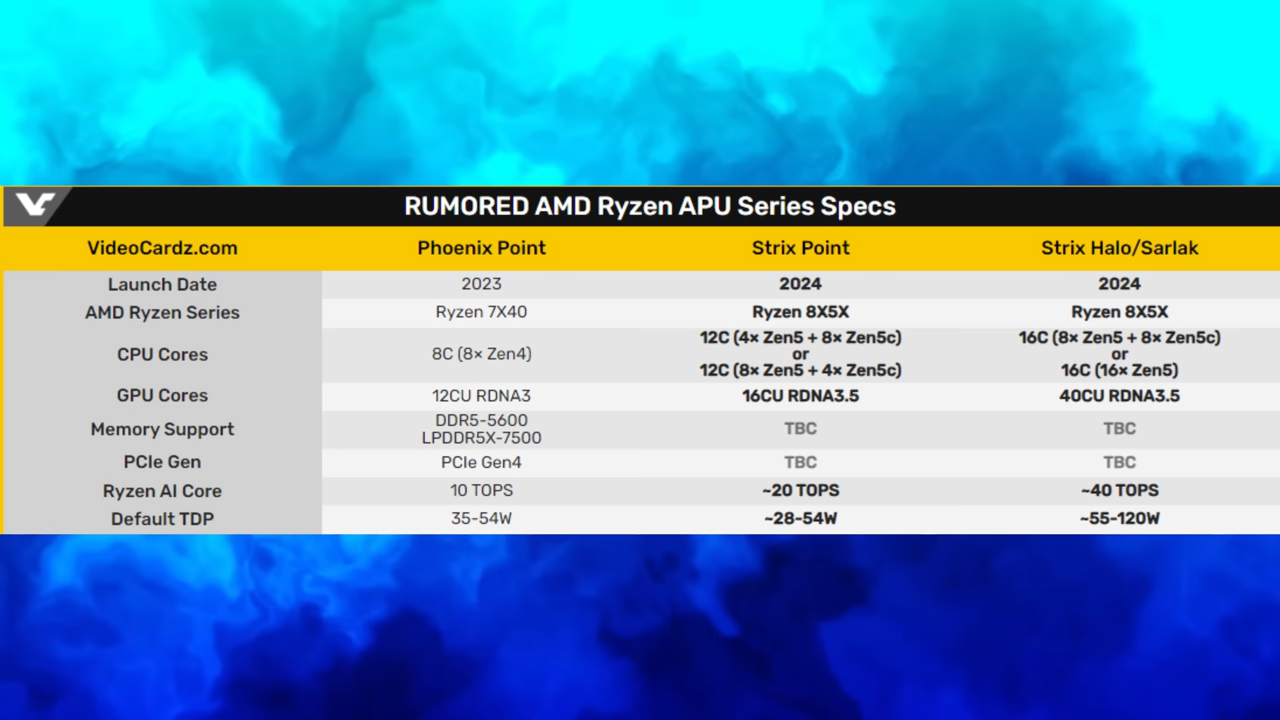 RUMORED AMD Ryzen APU Series Specs
VideoCardz.com Phoenix Point Strix Point Strix Halo/Sarlak
Launch Date 2023 2024 2024
AMD Ryzen Series Ryzen 7X40 Ryzen 8X5X Ryzen 8X5X
CPU Cores 8C (8× Zen4) 12C (4× Zen5 + 8× Zen5c) 16C (8× Zen5 + 8× Zen5c)
or or
12C (8× Zen5 + 4× Zen5c) 16C (16× Zen5)
GPU Cores 12CU RDNA3 16CU RDNA3.5 40CU RDNA3.5
Memory Support DDR5-5600 TBC TBC
LPDDR5X-7500
PCIe Gen PCIe Gen4 TBC TBC
Ryzen AI Core 10 TOPS ~20 TOPS ~40 TOPS
Default TDP 35-54W ~28-54W ~55-120W